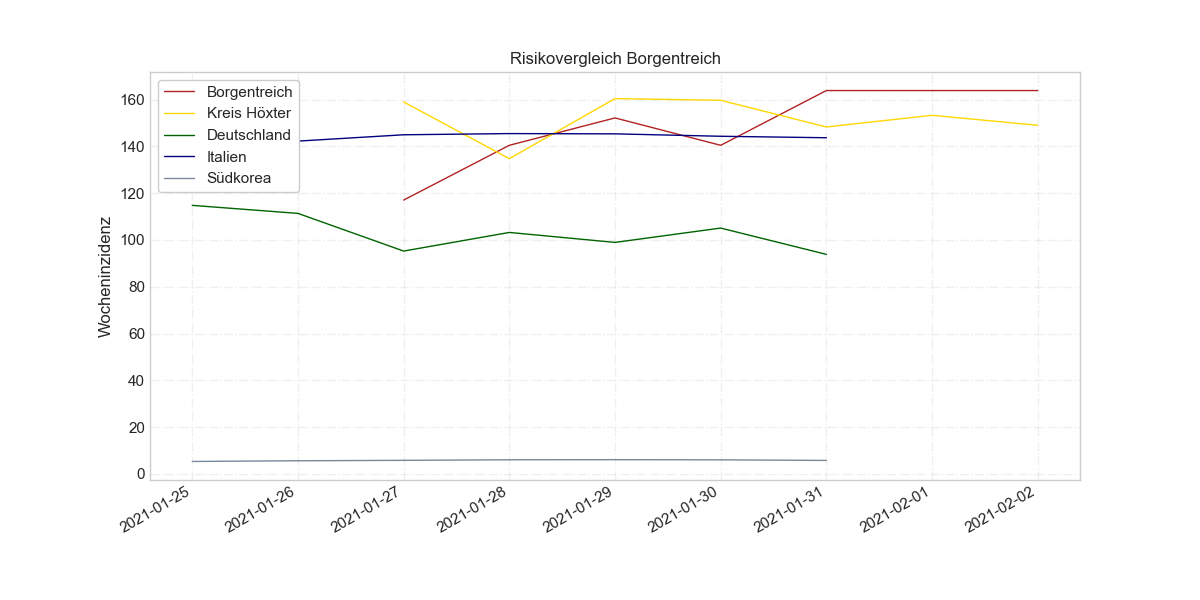 Risikovergleich Borgentreich
Borgentreich
Kreis Höxter
Deutschland
Italien
Südkorea
Wocheninzidenz
160
140
120
100
80
60
40
20
0
2021-01-25
2021-01-26
2021-01-27
2021-01-28
2021-01-29
2021-01-30
2021-01-31
2021-02-01
2021-02-02